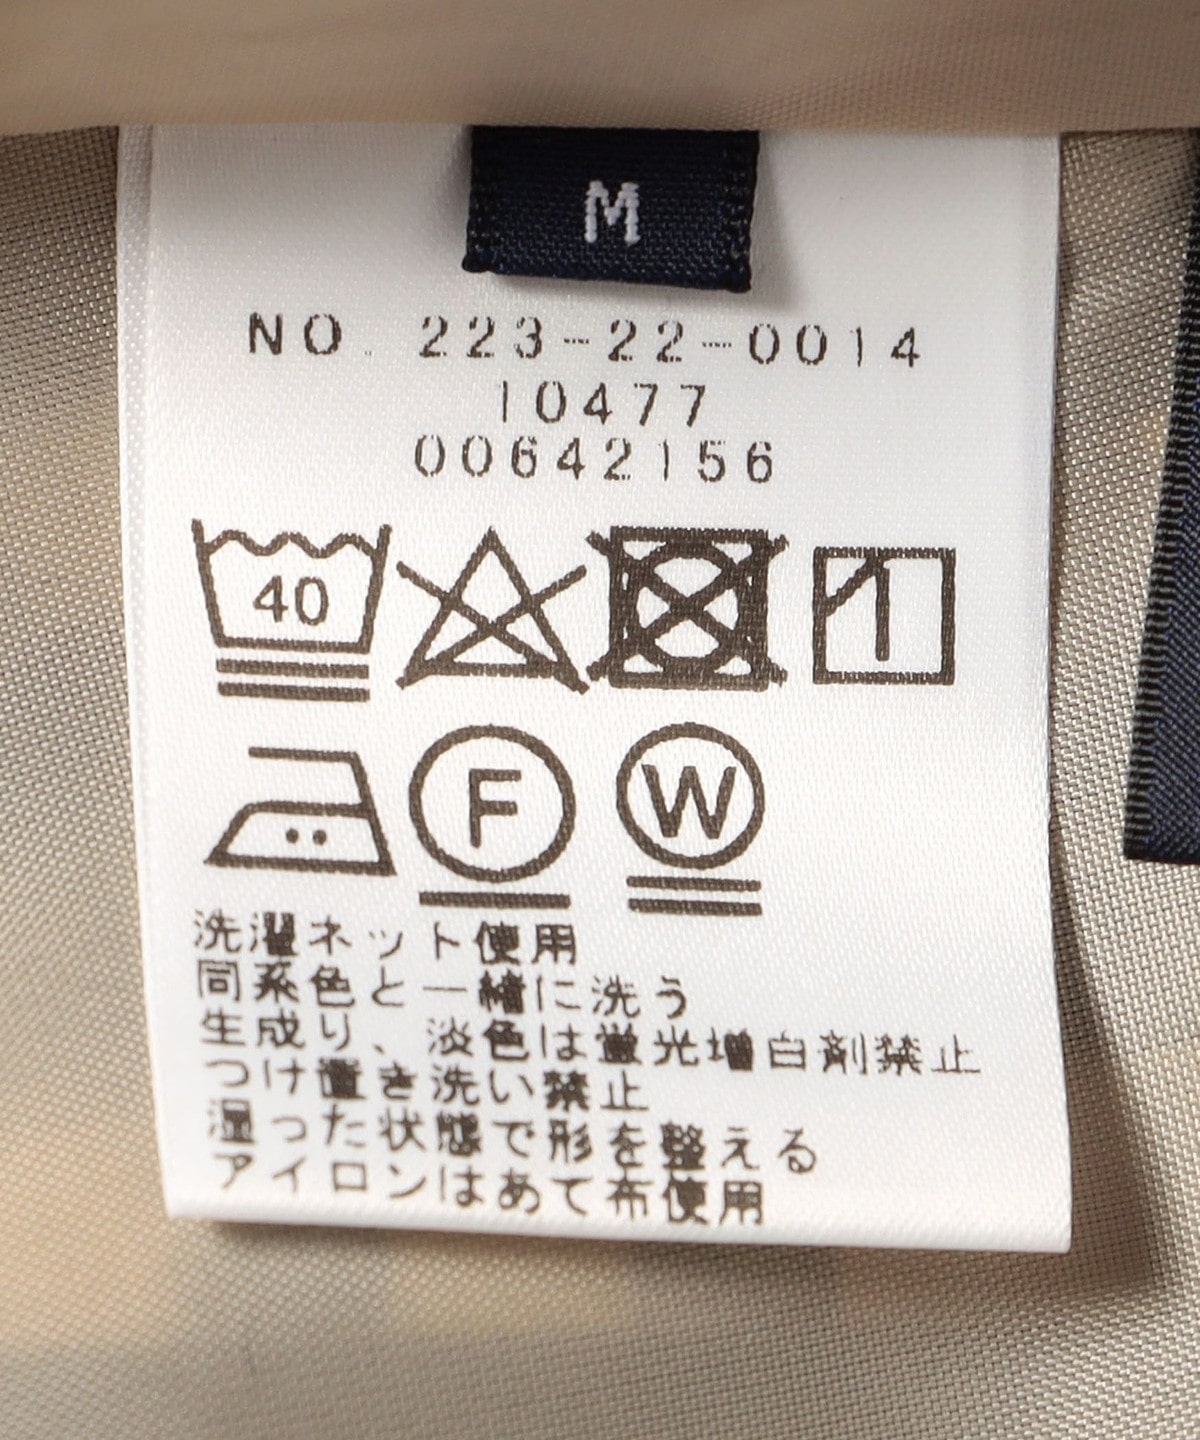 M
NO. 223-22-0014
10477
00642156
40
F
W
洗濯ネット使用
同系色と一緒に洗う
生成り、淡色は蛍光増白剤禁止
つけ置き洗い禁止
湿った状態で形を整える
アイロンはあて布使用